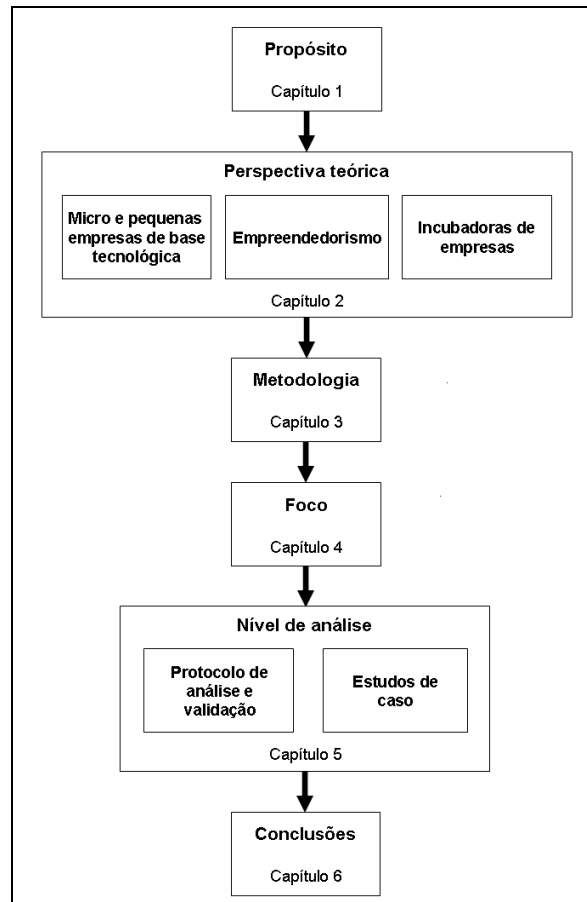 Propósito
Capítulo 1
Perspectiva teórica
Micro e pequenas
empresas de base
tecnológica
Empreendedorismo
Incubadoras de
empresas
Capítulo 2
Metodologia
Capítulo 3
Foco
Capítulo 4
Nível de análise
Protocolo de
análise e
validação
Estudos de
caso
Capítulo 5
Conclusões
Capítulo 6